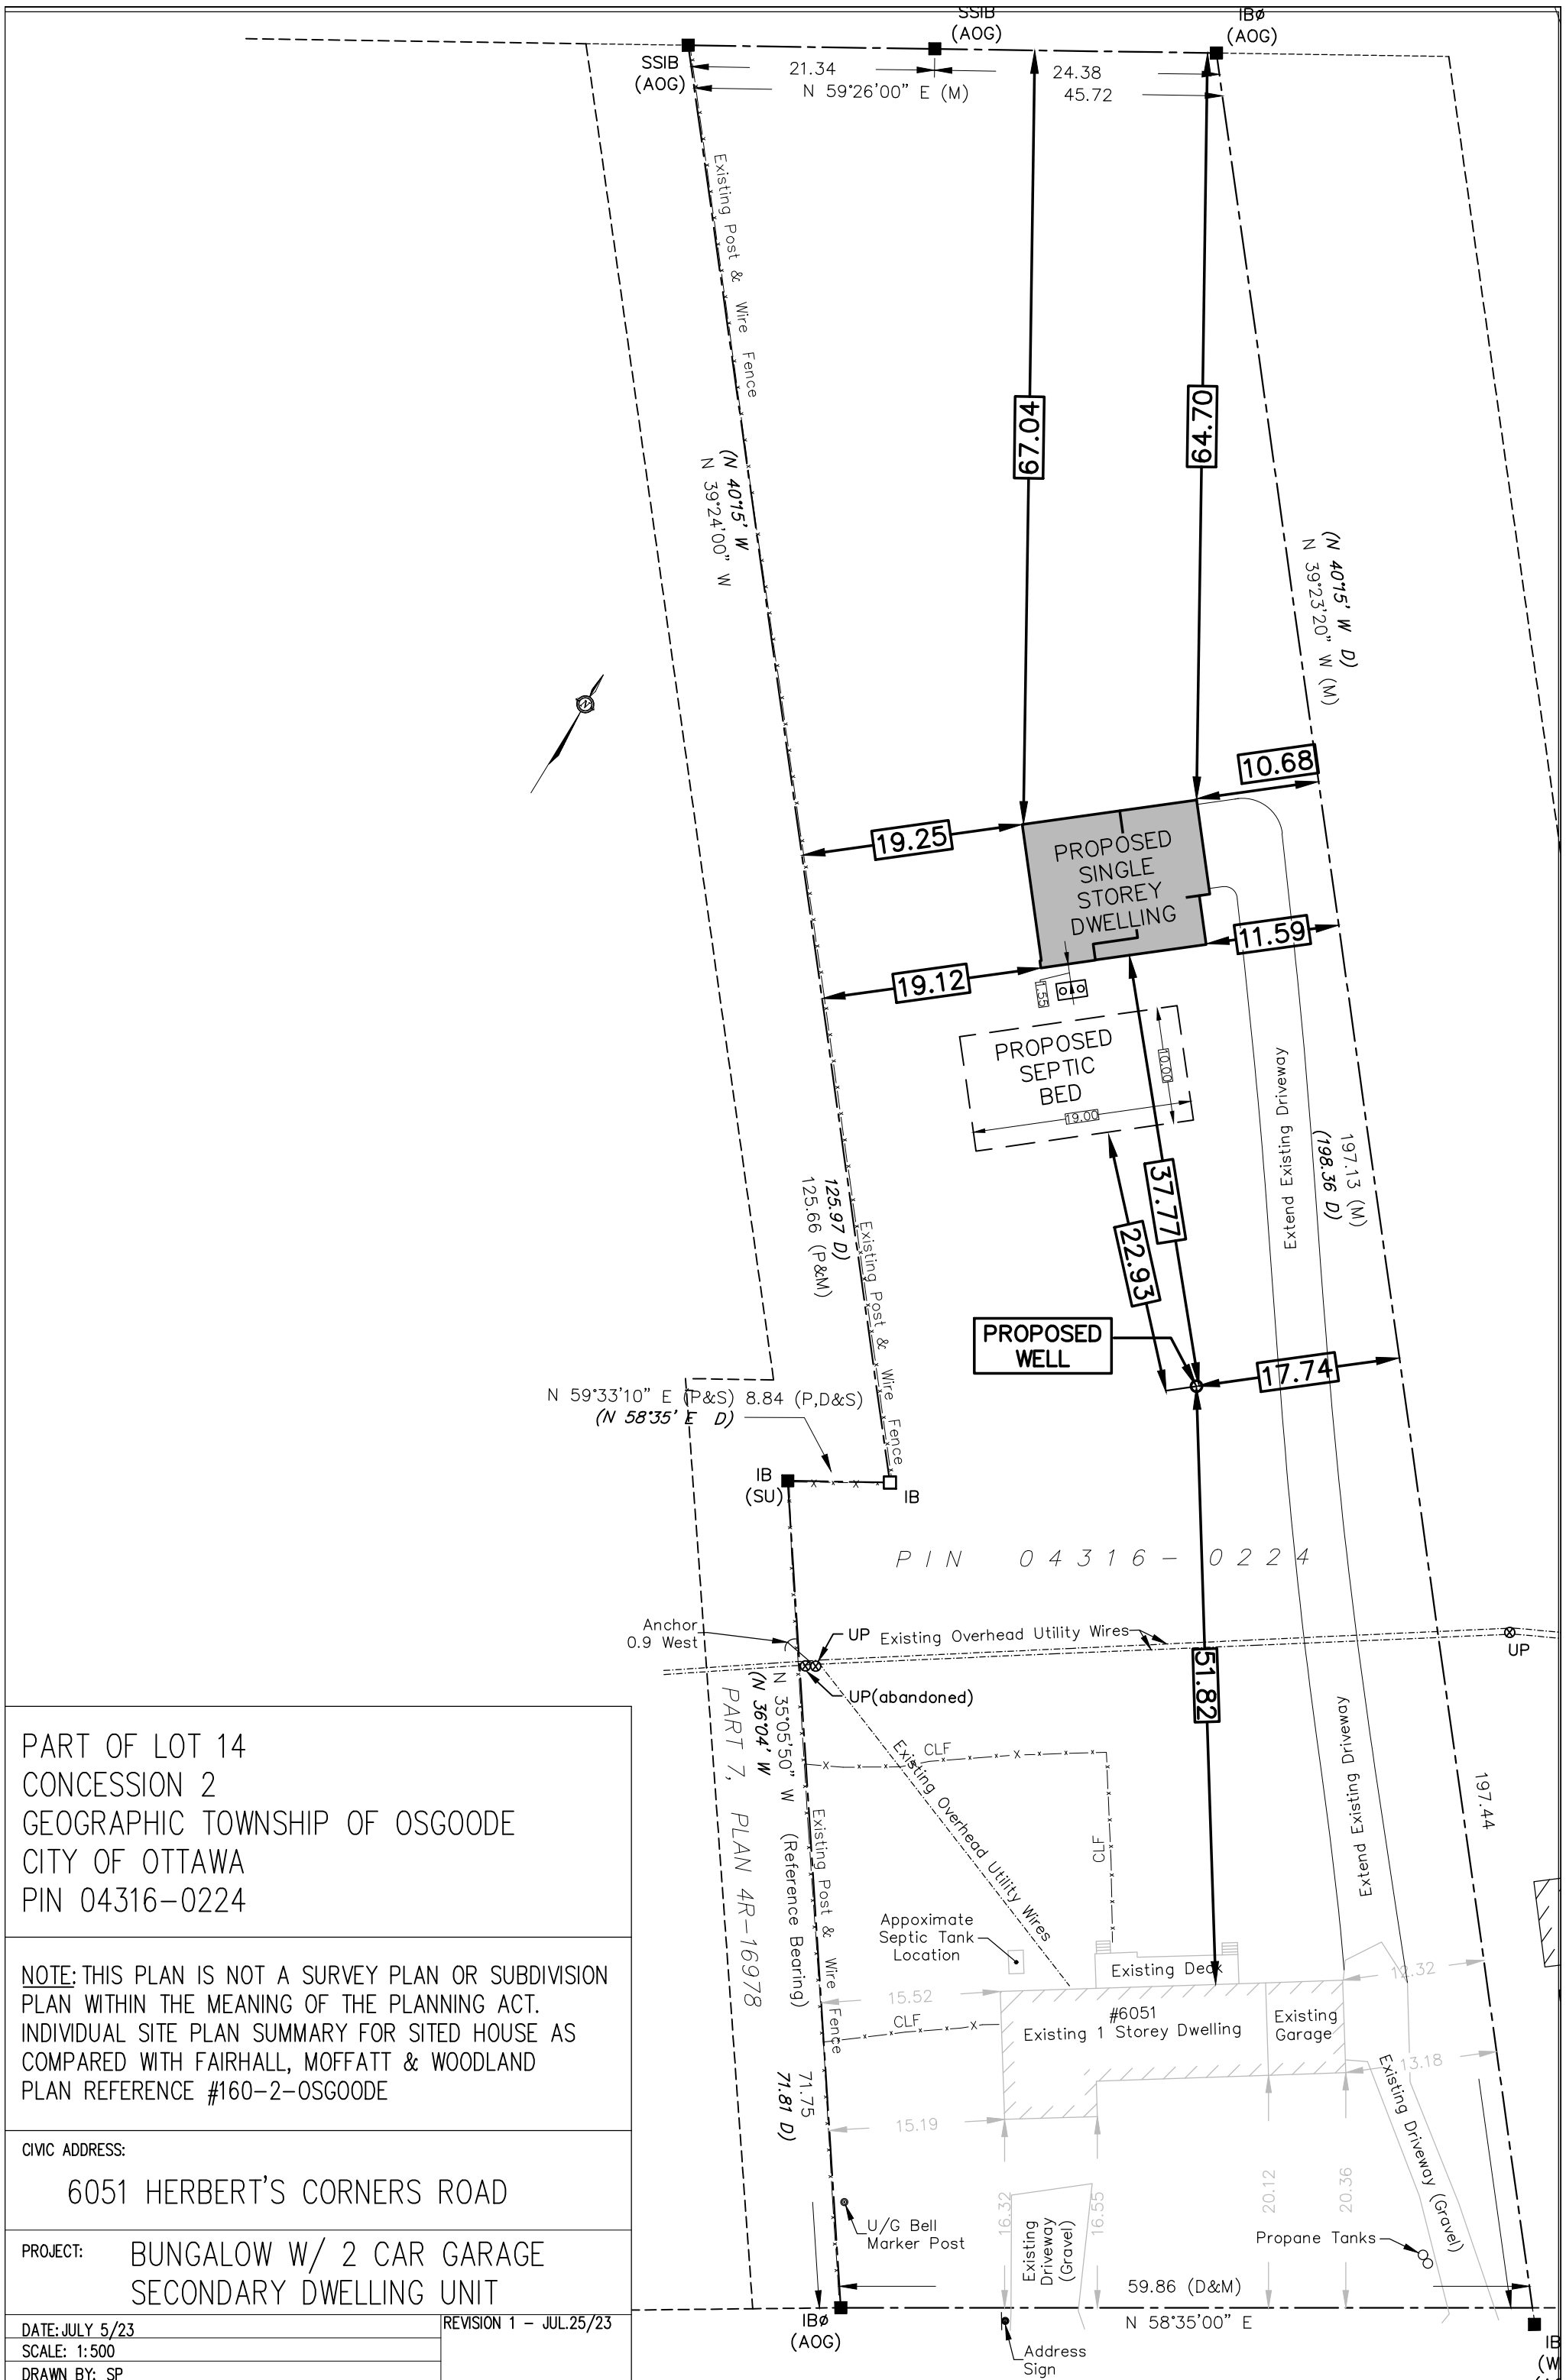 SSIB
(AOG)
IBø
(AOG)
SSIB
(AOG)
21.34
24.38
N 59°26'00" E (M)
45.72
Existing Post & Wire Fence
67.04
64.70
(N 40°15' W
N 39°24'00" W
(N 40°15' W D)
N 39°23'20" W (M)
N
10.68
19.25
PROPOSED
SINGLE
STOREY
DWELLING
11.59
19.12
1.55
PROPOSED
SEPTIC
BED
10.00
19.00
Extend Existing Driveway
197.13 (M)
(198.36 D)
37.77
22.93
125.97 D)
125.66 (P&M)
Existing Post & Wire Fence
PROPOSED
WELL
17.74
N 59°33'10" E (P&S) 8.84 (P,D&S)
(N 58°35' E D)
IB
(SU)
IB
PIN 04316-0224
Anchor
0.9 West
UP
Existing Overhead Utility Wires
UP
UP(abandoned)
51.82
N 35°05'50" W (Reference Bearing)
(N 36°04' W
PART 7, PLAN 4R-16978
CLF
Existing Overhead Utility Wires
CLF
Extend Existing Driveway
197.44
Existing Post & Wire Fence
Appoximate
Septic Tank
Location
Existing Deck
15.52
12.32
CLF
#6051
Existing 1 Storey Dwelling
Existing
Garage
13.18
71.75
71.81 D)
15.19
Existing Driveway (Gravel)
16.32
16.55
20.12
20.36
U/G Bell
Marker Post
Existing
Driveway
(Gravel)
Propane Tanks
59.86 (D&M)
N 58°35'00" E
IBø
(AOG)
Address
Sign
IB
(W
PART OF LOT 14
CONCESSION 2
GEOGRAPHIC TOWNSHIP OF OSGOODE
CITY OF OTTAWA
PIN 04316-0224
NOTE: THIS PLAN IS NOT A SURVEY PLAN OR SUBDIVISION
PLAN WITHIN THE MEANING OF THE PLANNING ACT.
INDIVIDUAL SITE PLAN SUMMARY FOR SITED HOUSE AS
COMPARED WITH FAIRHALL, MOFFATT & WOODLAND
PLAN REFERENCE #160-2-OSGOODE
CIVIC ADDRESS:
6051 HERBERT'S CORNERS ROAD
PROJECT: BUNGALOW W/ 2 CAR GARAGE
SECONDARY DWELLING UNIT
DATE: JULY 5/23
REVISION 1 - JUL.25/23
SCALE: 1:500
DRAWN BY: SP